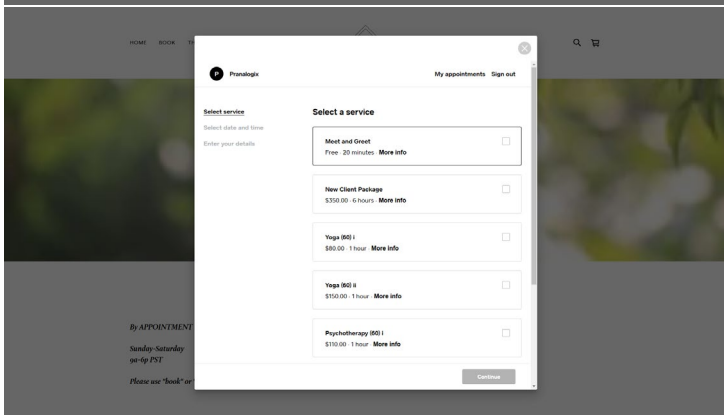 HOME BOOK
P Pranalogix
My appointments Sign out
Select service
Select date and time
Enter your details
Select a service
Meet and Greet
Free · 20 minutes · More info
New Client Package
$350.00 · 6 hours · More info
Yoga (60) i
$80.00 · 1 hour · More info
Yoga (60) ii
$150.00 · 1 hour · More info
Psychotherapy (60) i
$110.00 · 1 hour · More info
Continue
By APPOINTMENT
Sunday-Saturday
9a-6p PST
Please use "book" or